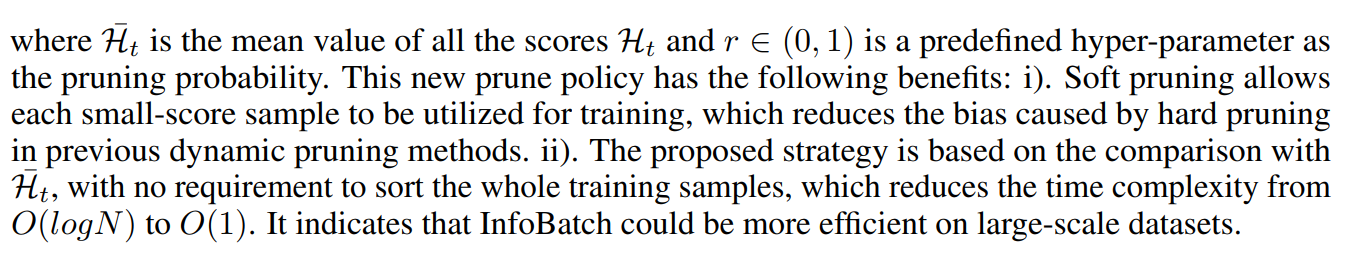 where $\bar{\mathcal{H}}_t$ is the mean value of all the scores $\mathcal{H}_t$ and $r \in (0, 1)$ is a predefined hyper-parameter as
the pruning probability. This new prune policy has the following benefits: i). Soft pruning allows
each small-score sample to be utilized for training, which reduces the bias caused by hard pruning
in previous dynamic pruning methods. ii). The proposed strategy is based on the comparison with
$\bar{\mathcal{H}}_t$, with no requirement to sort the whole training samples, which reduces the time complexity from
$O(logN)$ to $O(1)$. It indicates that InfoBatch could be more efficient on large-scale datasets.